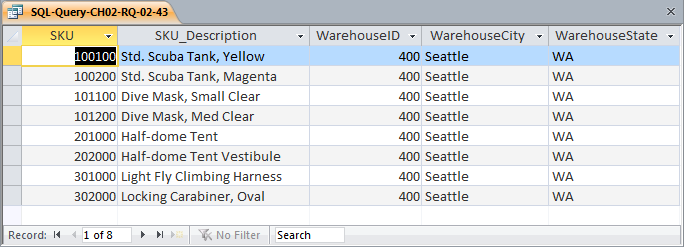 SQL-Query-CH02-RQ-02-43
SKU SKU_Description WarehouseID WarehouseCity WarehouseState
100100 Std. Scuba Tank, Yellow 400 Seattle WA
100200 Std. Scuba Tank, Magenta 400 Seattle WA
101100 Dive Mask, Small Clear 400 Seattle WA
101200 Dive Mask, Med Clear 400 Seattle WA
201000 Half-dome Tent 400 Seattle WA
202000 Half-dome Tent Vestibule 400 Seattle WA
301000 Light Fly Climbing Harness 400 Seattle WA
302000 Locking Carabiner, Oval 400 Seattle WA
Record: 1 of 8 No Filter Search